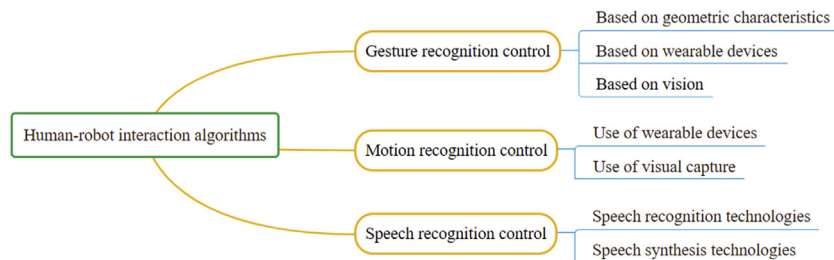 Human-robot interaction algorithms
Gesture recognition control
Based on geometric characteristics
Based on wearable devices
Based on vision
Motion recognition control
Use of wearable devices
Use of visual capture
Speech recognition control
Speech recognition technologies
Speech synthesis technologies